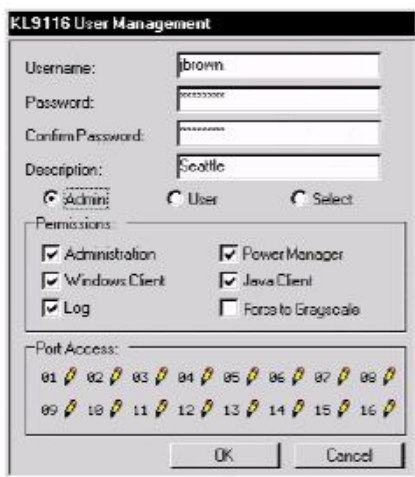 KL9116 User Management
Username: jbrown
Password: *********
Confirm Password: *********
Description: Seattle
Admin User Select
Permissions:
Administration Power Manager
Windows Client Java Client
Log Force to Grayscale
Port Access:
01 02 03 04 05 06 07 08
09 10 11 12 13 14 15 16
OK Cancel